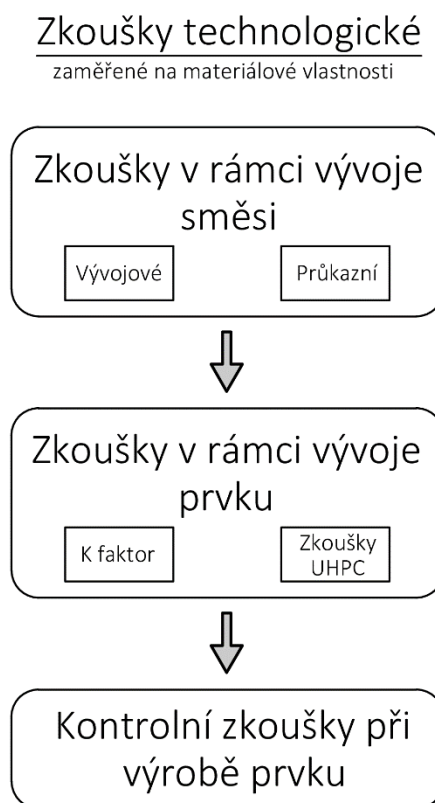 Zkoušky technologické
zaměřené na materiálové vlastnosti
Zkoušky v rámci vývoje
směsi
Vývojové
Průkazní
Zkoušky v rámci vývoje
prvku
K faktor
Zkoušky
UHPC
Kontrolní zkoušky při
výrobě prvku